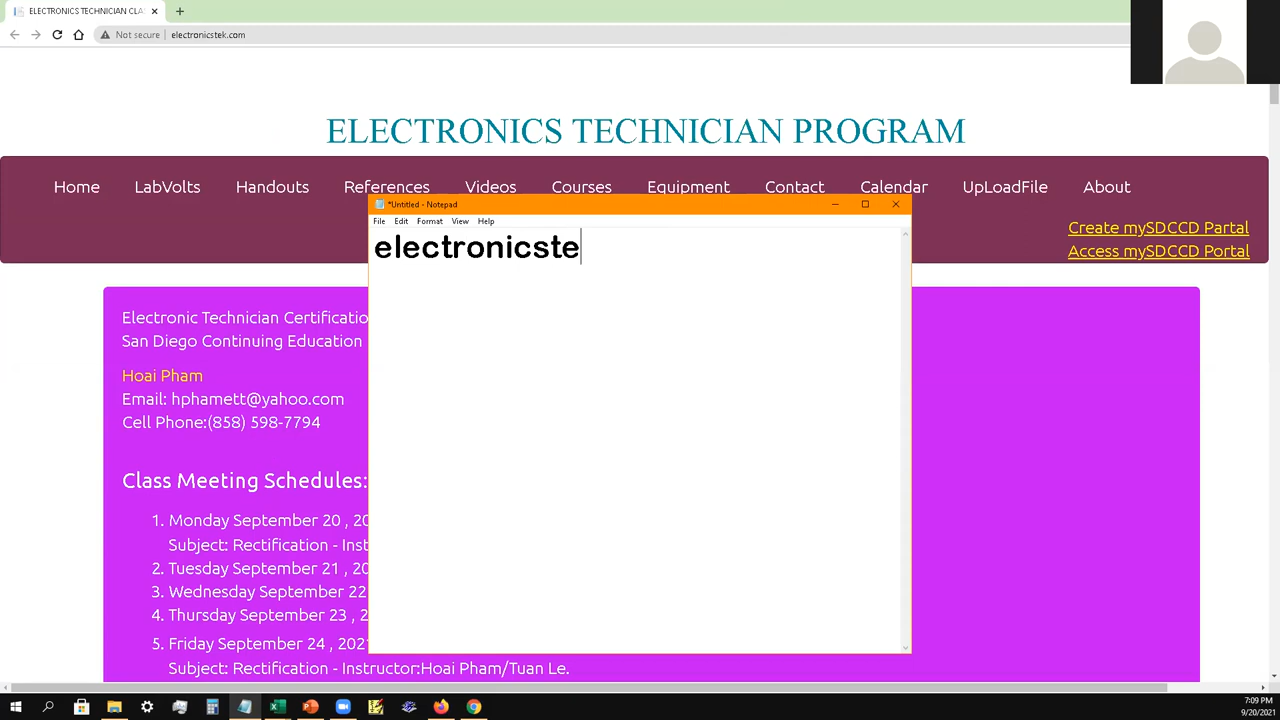 ELECTRONICS TECHNICIAN CLA
Not secure | electronicstek.com
ELECTRONICS TECHNICIAN PROGRAM
Home LabVolts Handouts References Videos Courses Equipment Contact Calendar UpLoadFile About
Create mySDCCD Partal
Access mySDCCD Portal
*Untitled - Notepad
File Edit Format View Help
electronicste
Electronic Technician Certificatio
San Diego Continuing Education
Hoai Pham
Email: hphamett@yahoo.com
Cell Phone:(858) 598-7794
Class Meeting Schedules:
1. Monday September 20 , 20
Subject: Rectification - Inst
2. Tuesday September 21 , 20
3. Wednesday September 22
4. Thursday September 23 , 2
5. Friday September 24 , 202
Subject: Rectification - Instructor:Hoai Pham/Tuan Le.
7:09 PM
9/20/2021